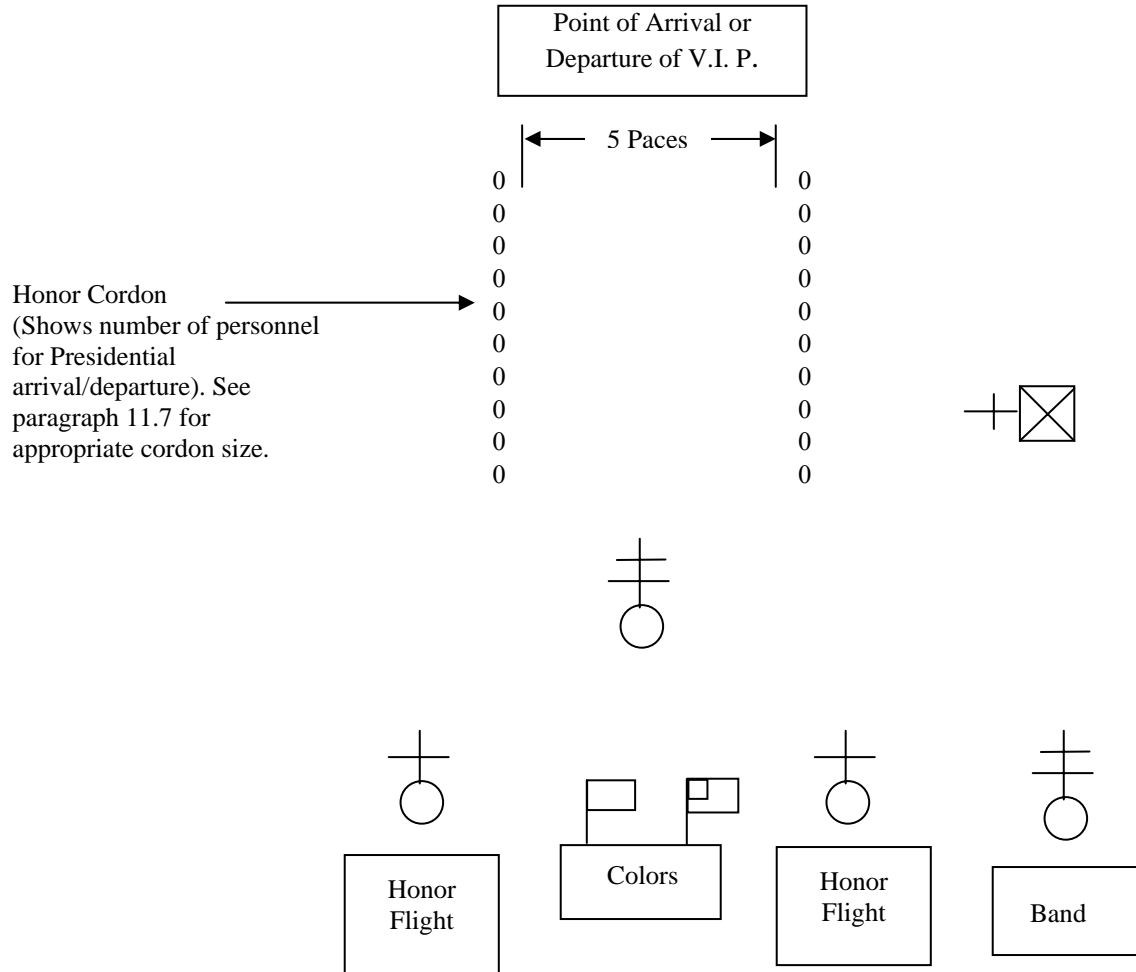 Point of Arrival or
Departure of V.I. P.
5 Paces
0 0
0 0
0 0
0 0
0 0
0 0
0 0
0 0
0 0
0 0
Honor Cordon
(Shows number of personnel
for Presidential
arrival/departure). See
paragraph 11.7 for
appropriate cordon size.
Honor
Flight
Colors
Honor
Flight
Band